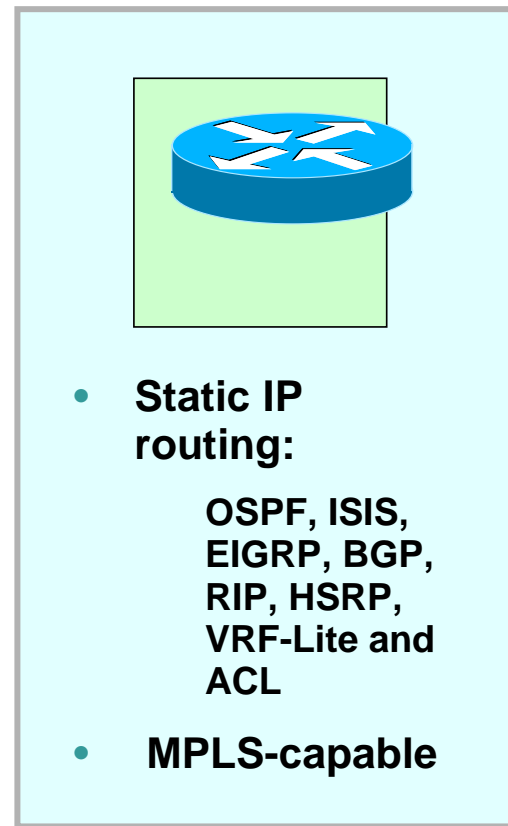 • Static IP
routing:
OSPF, ISIS,
EIGRP, BGP,
RIP, HSRP,
VRF-Lite and
ACL
• MPLS-capable